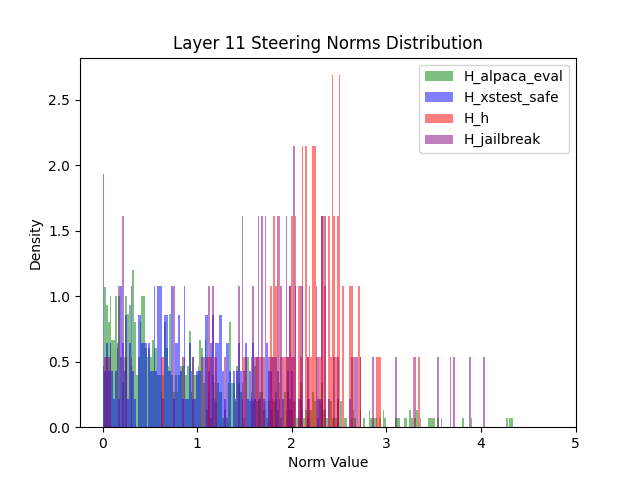 Layer 11 Steering Norms Distribution
H_alpaca_eval
H_xstest_safe
H_h
H_jailbreak
Density
2.5
2.0
1.5
1.0
0.5
0.0
0 1 2 3 4 5
Norm Value